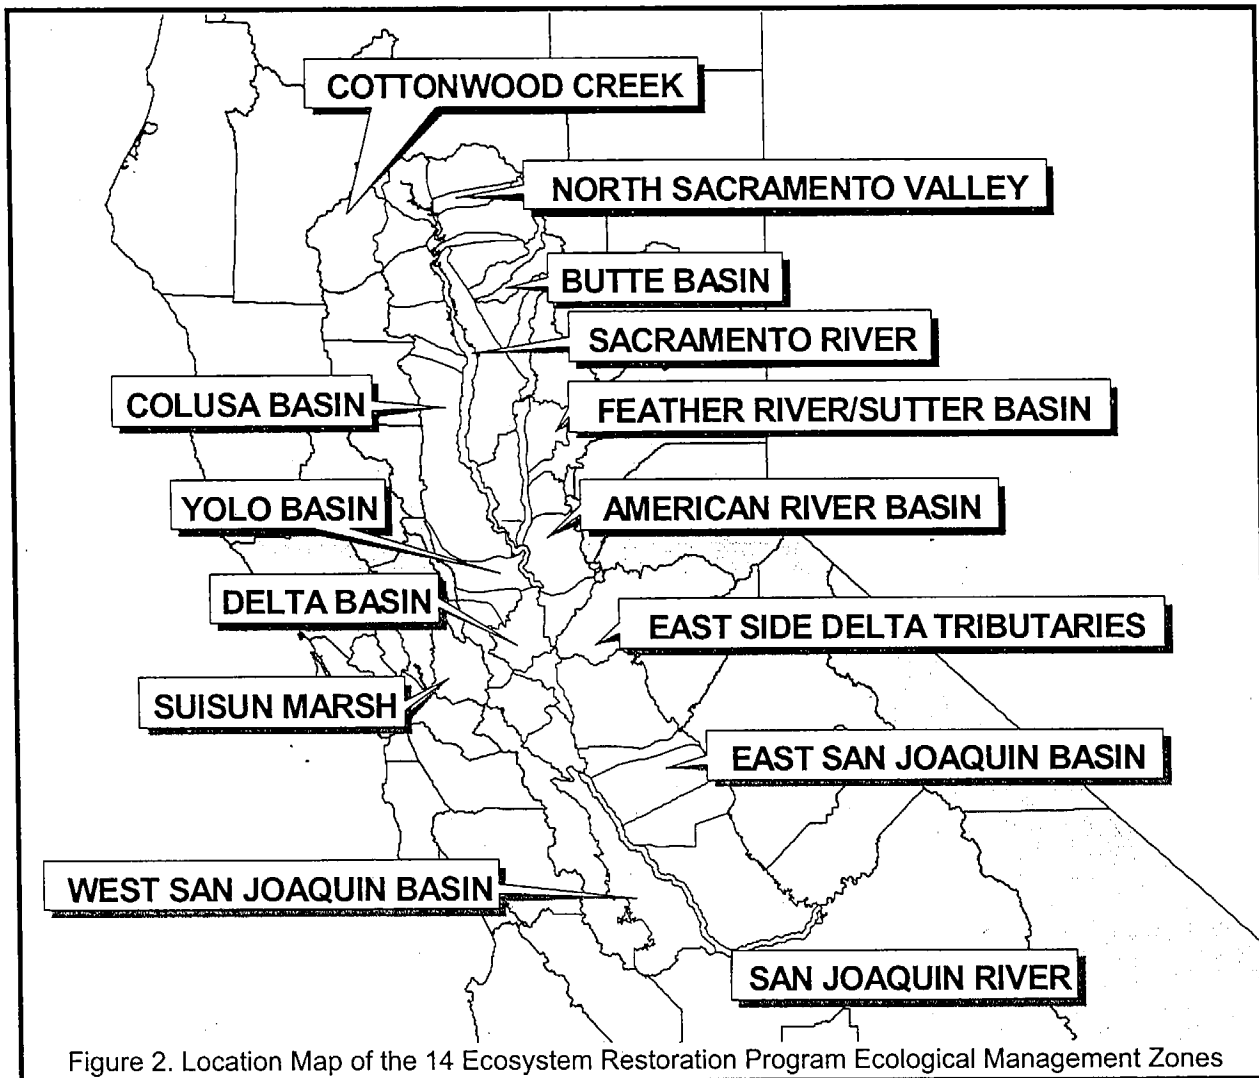 COTTONWOOD CREEK
NORTH SACRAMENTO VALLEY
BUTTE BASIN
SACRAMENTO RIVER
COLUSA BASIN
FEATHER RIVER/SUTTER BASIN
YOLO BASIN
AMERICAN RIVER BASIN
DELTA BASIN
EAST SIDE DELTA TRIBUTARIES
SUISUN MARSH
EAST SAN JOAQUIN BASIN
WEST SAN JOAQUIN BASIN
SAN JOAQUIN RIVER
Figure 2. Location Map of the 14 Ecosystem Restoration Program Ecological Management Zones